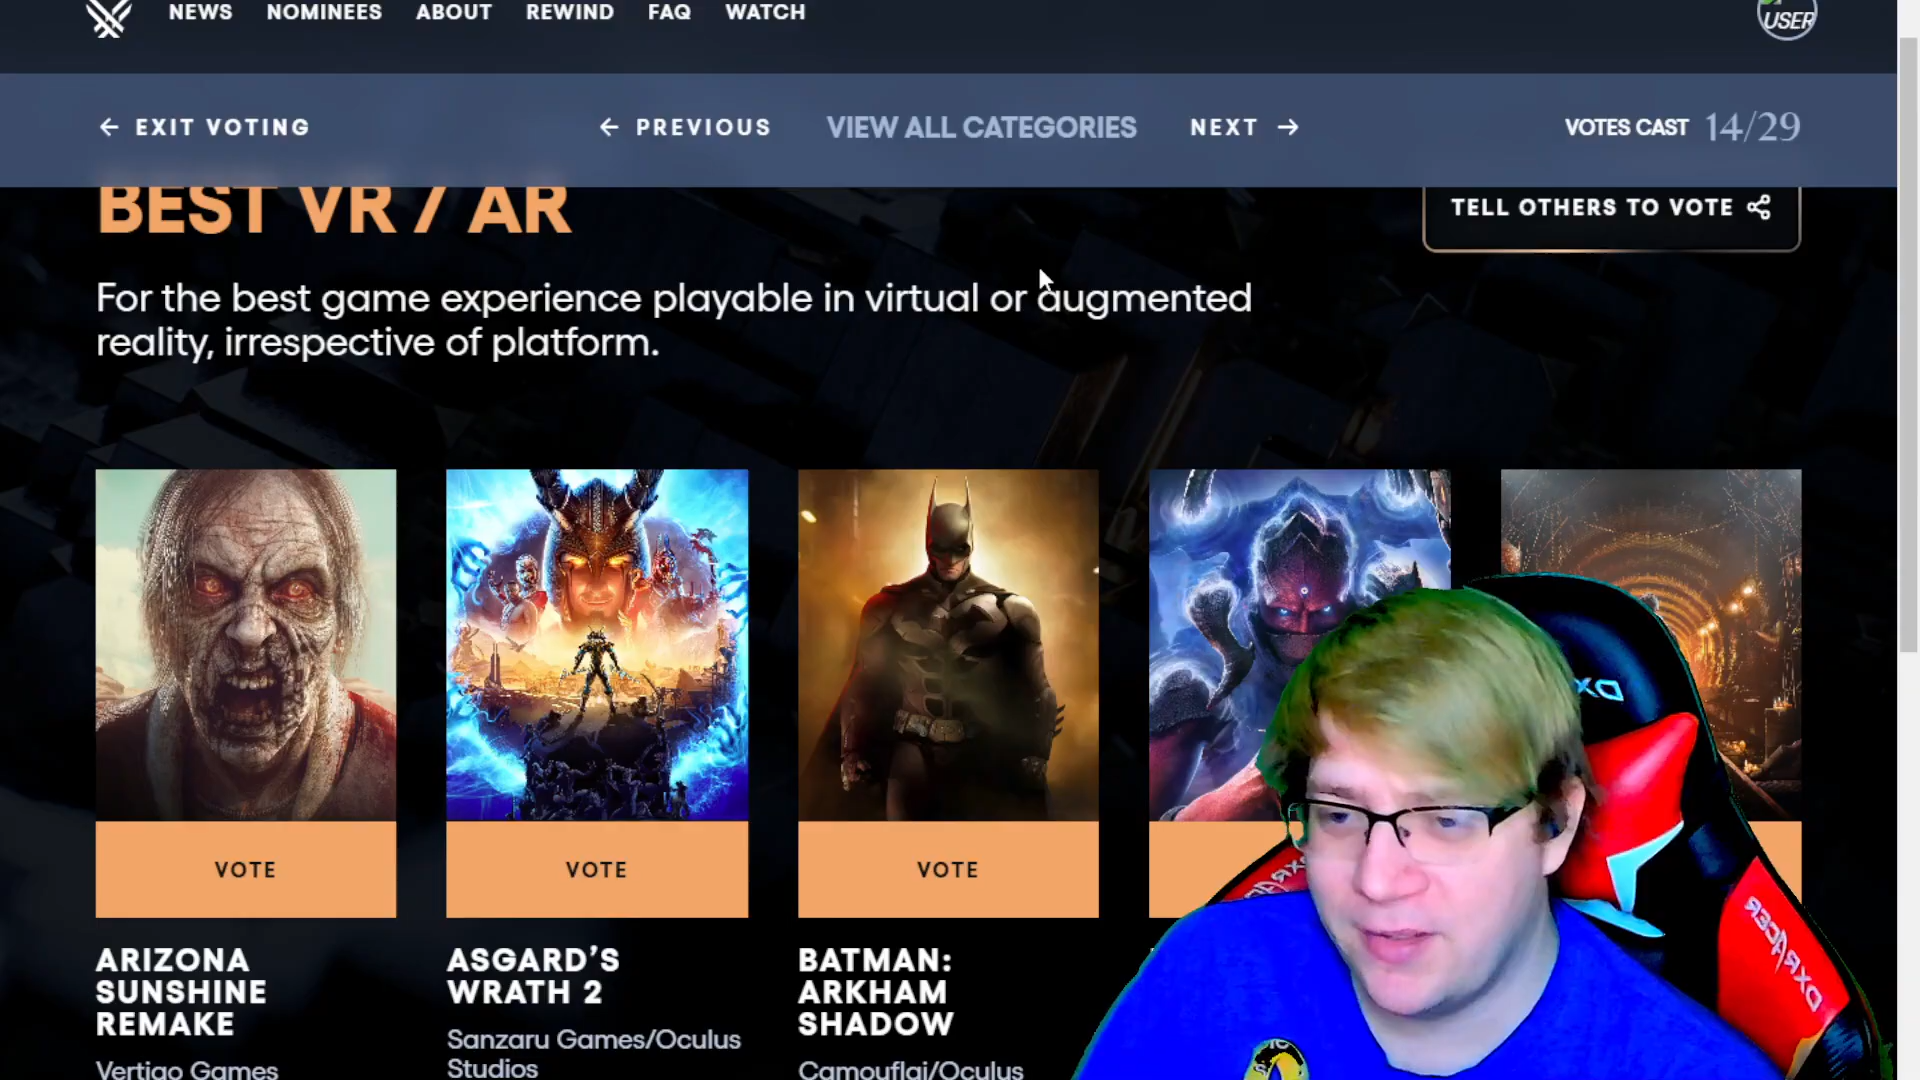 NEWS NOMINEES ABOUT REWIND FAQ WATCH
USER
← EXIT VOTING ← PREVIOUS VIEW ALL CATEGORIES NEXT → VOTES CAST 14/29
BEST VR / AR
TELL OTHERS TO VOTE
For the best game experience playable in virtual or augmented
reality, irrespective of platform.
VOTE VOTE VOTE
ARIZONA
SUNSHINE
REMAKE
Vertigo Games
ASGARD'S
WRATH 2
Sanzaru Games/Oculus
Studios
BATMAN:
ARKHAM
SHADOW
Camouflaj/Oculus
DXRACER